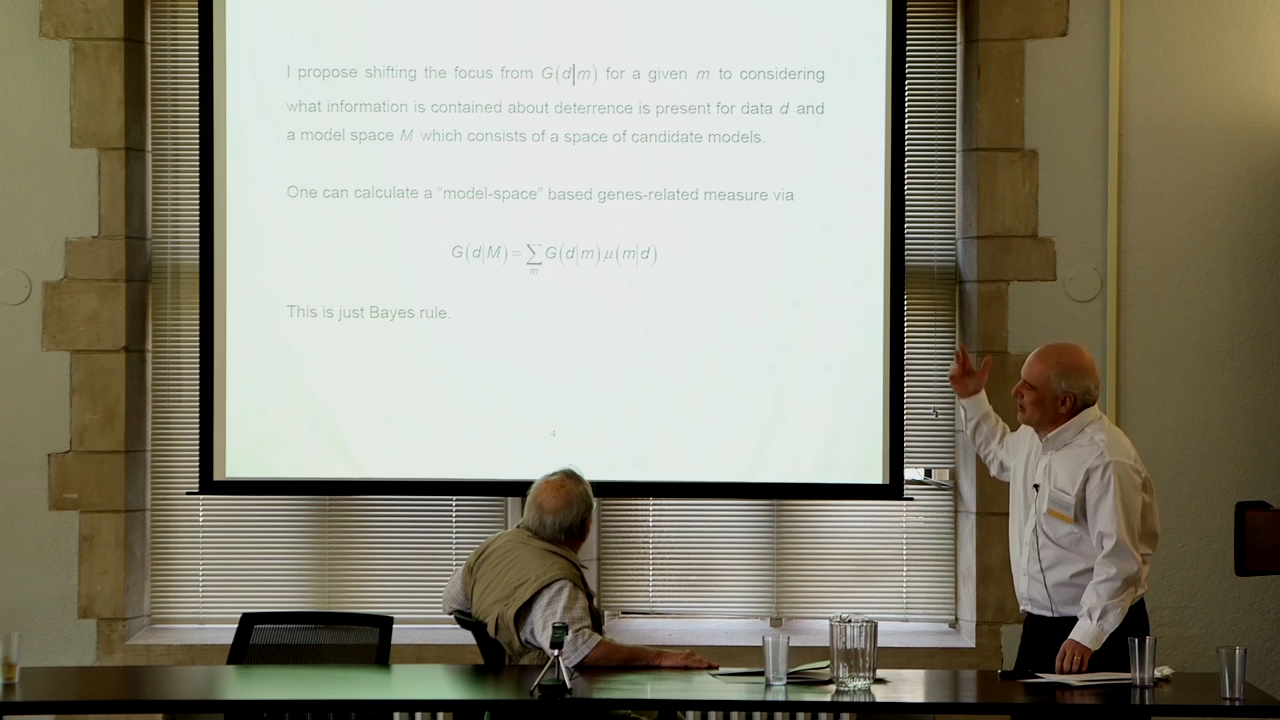 I propose shifting the focus from G(d|m) for a given m to considering
what information is contained about deterrence is present for data d and
a model space M which consists of a space of candidate models.
One can calculate a “model-space” based genes-related measure via
G(d|M) = ∑ G(d|m) μ(m|d)
m
This is just Bayes rule.
4